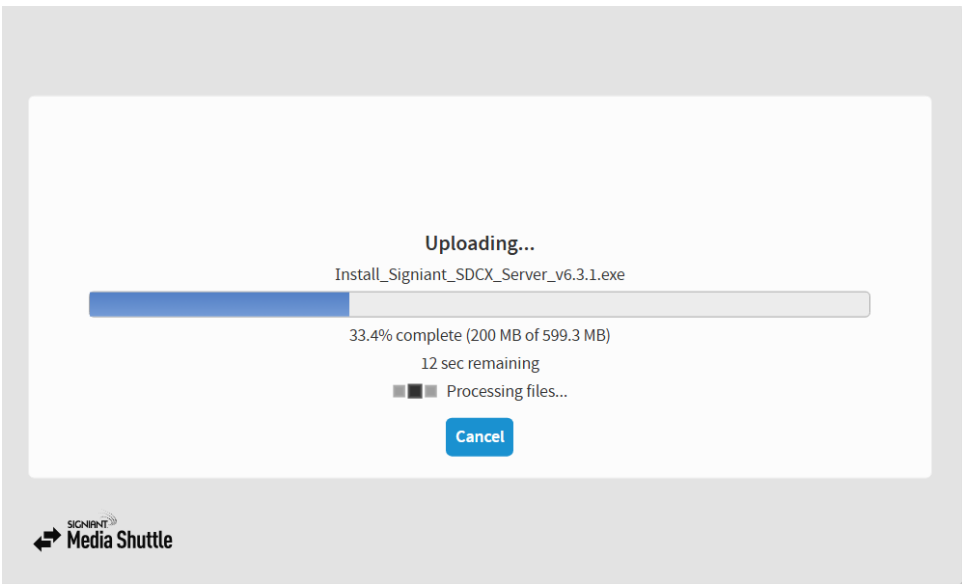 Uploading...
Install_Signiant_SDCX_Server_v6.3.1.exe
33.4% complete (200 MB of 599.3 MB)
12 sec remaining
Processing files...
Cancel
SIGNIANT
Media Shuttle